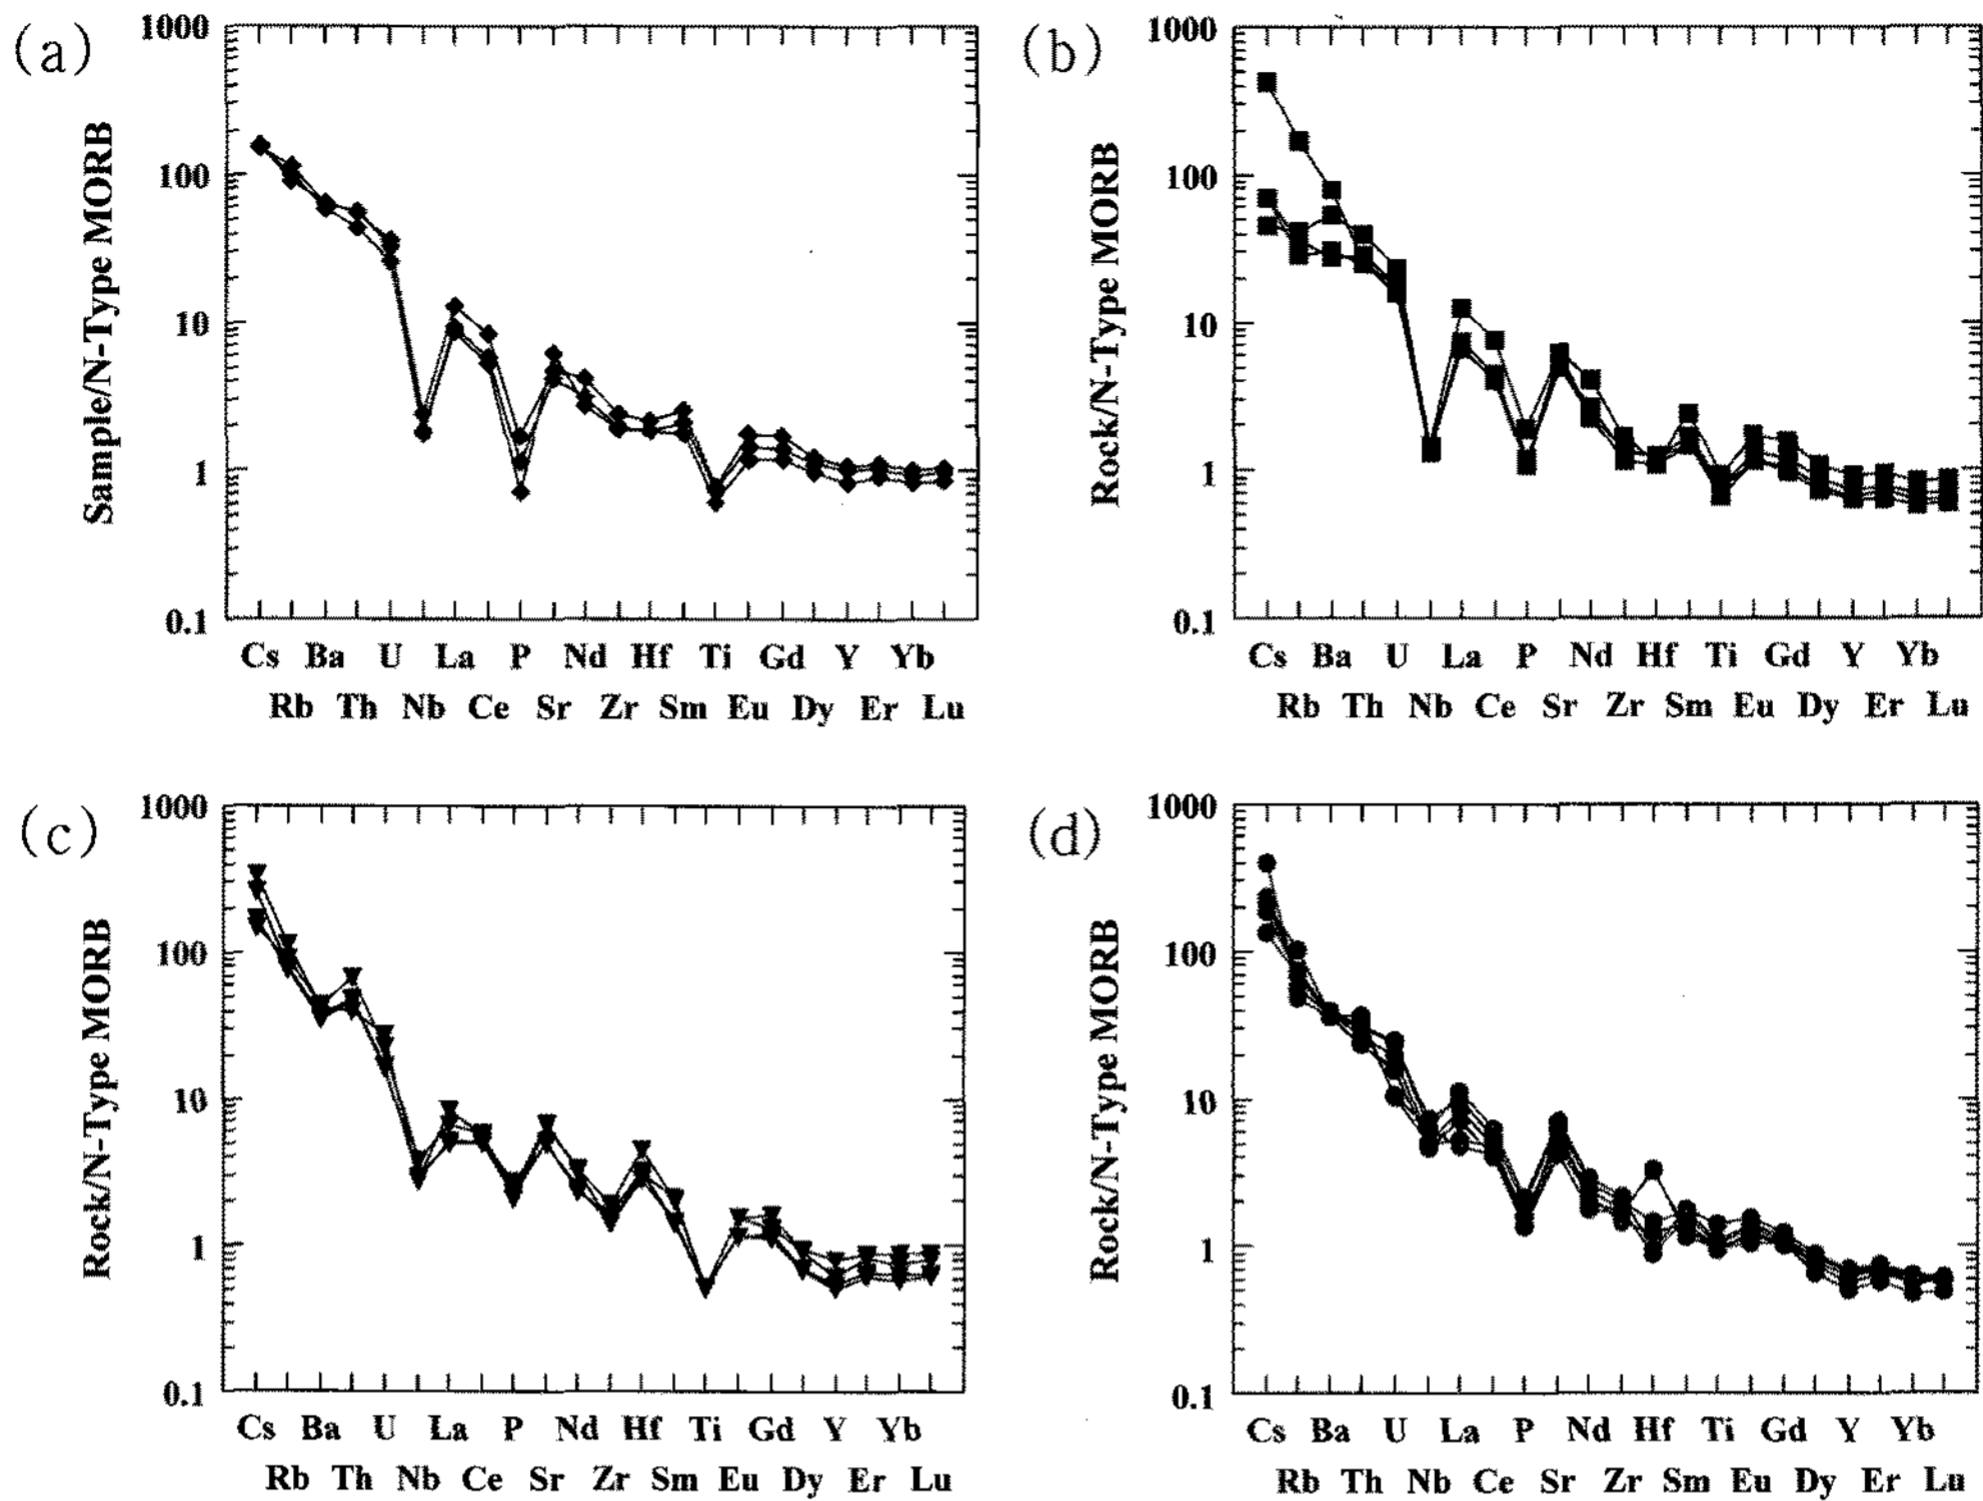 (a)
Sample/N-Type MORB
1000
100
10
1
0.1
Cs Ba U La P Nd Hf Ti Gd Y Yb
Rb Th Nb Ce Sr Zr Sm Eu Dy Er Lu
(b)
Rock/N-Type MORB
1000
100
10
1
0.1
Cs Ba U La P Nd Hf Ti Gd Y Yb
Rb Th Nb Ce Sr Zr Sm Eu Dy Er Lu
(c)
Rock/N-Type MORB
1000
100
10
1
0.1
Cs Ba U La P Nd Hf Ti Gd Y Yb
Rb Th Nb Ce Sr Zr Sm Eu Dy Er Lu
(d)
Rock/N-Type MORB
1000
100
10
1
0.1
Cs Ba U La P Nd Hf Ti Gd Y Yb
Rb Th Nb Ce Sr Zr Sm Eu Dy Er Lu